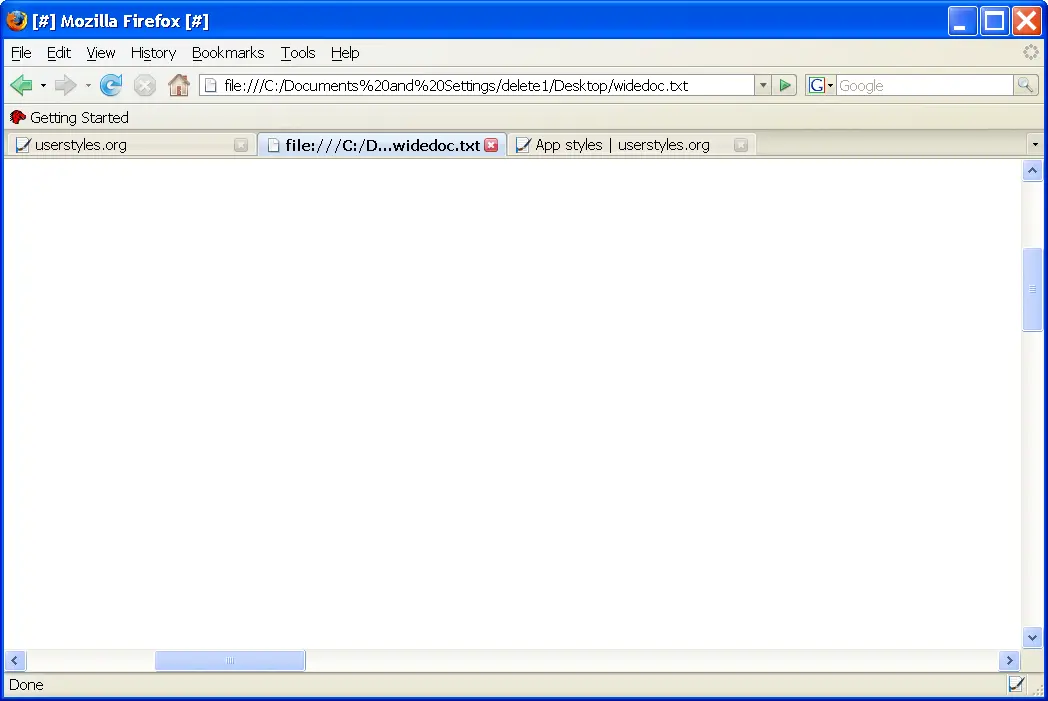 [#] Mozilla Firefox [#]
File Edit View History Bookmarks Tools Help
file:///C:/Documents%20and%20Settings/delete1/Desktop/widedoc.txt G Google
Getting Started
userstyles.org file:///C:/D...widedoc.txt App styles | userstyles.org
Done